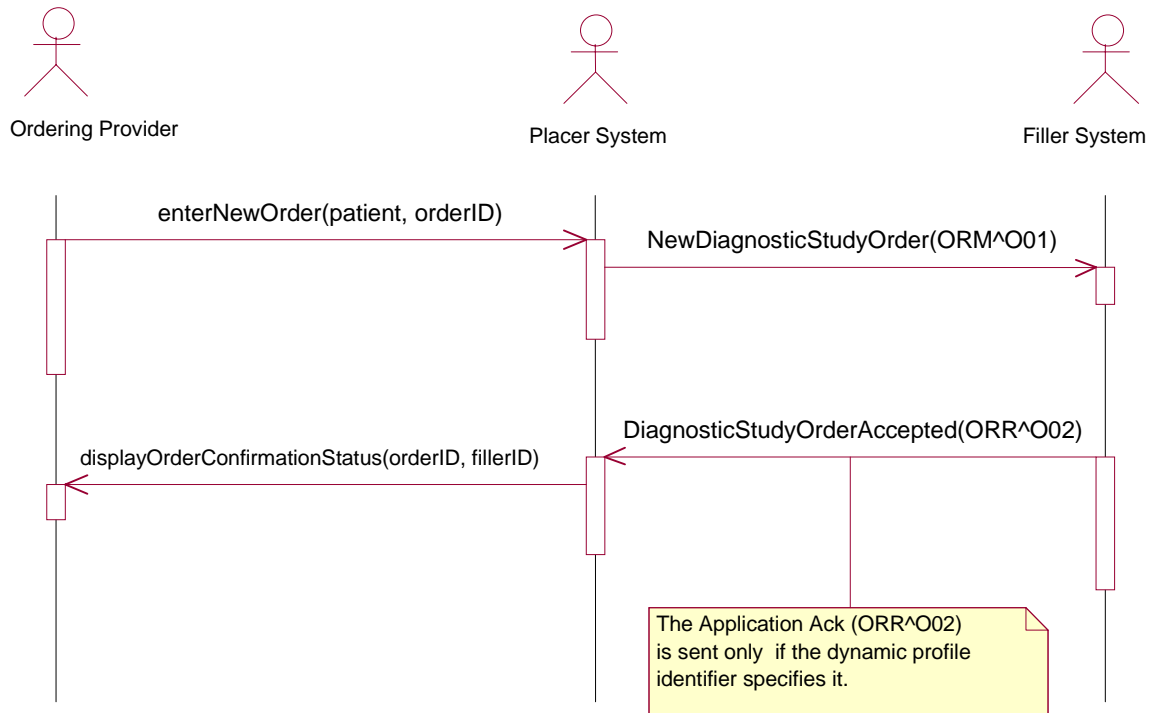 Ordering Provider
Placer System
Filler System
enterNewOrder(patient, orderID)
NewDiagnosticStudyOrder(ORM^O01)
DiagnosticStudyOrderAccepted(ORR^O02)
displayOrderConfirmationStatus(orderID, fillerID)
The Application Ack (ORR^O02)
is sent only  if the dynamic profile
identifier specifies it.